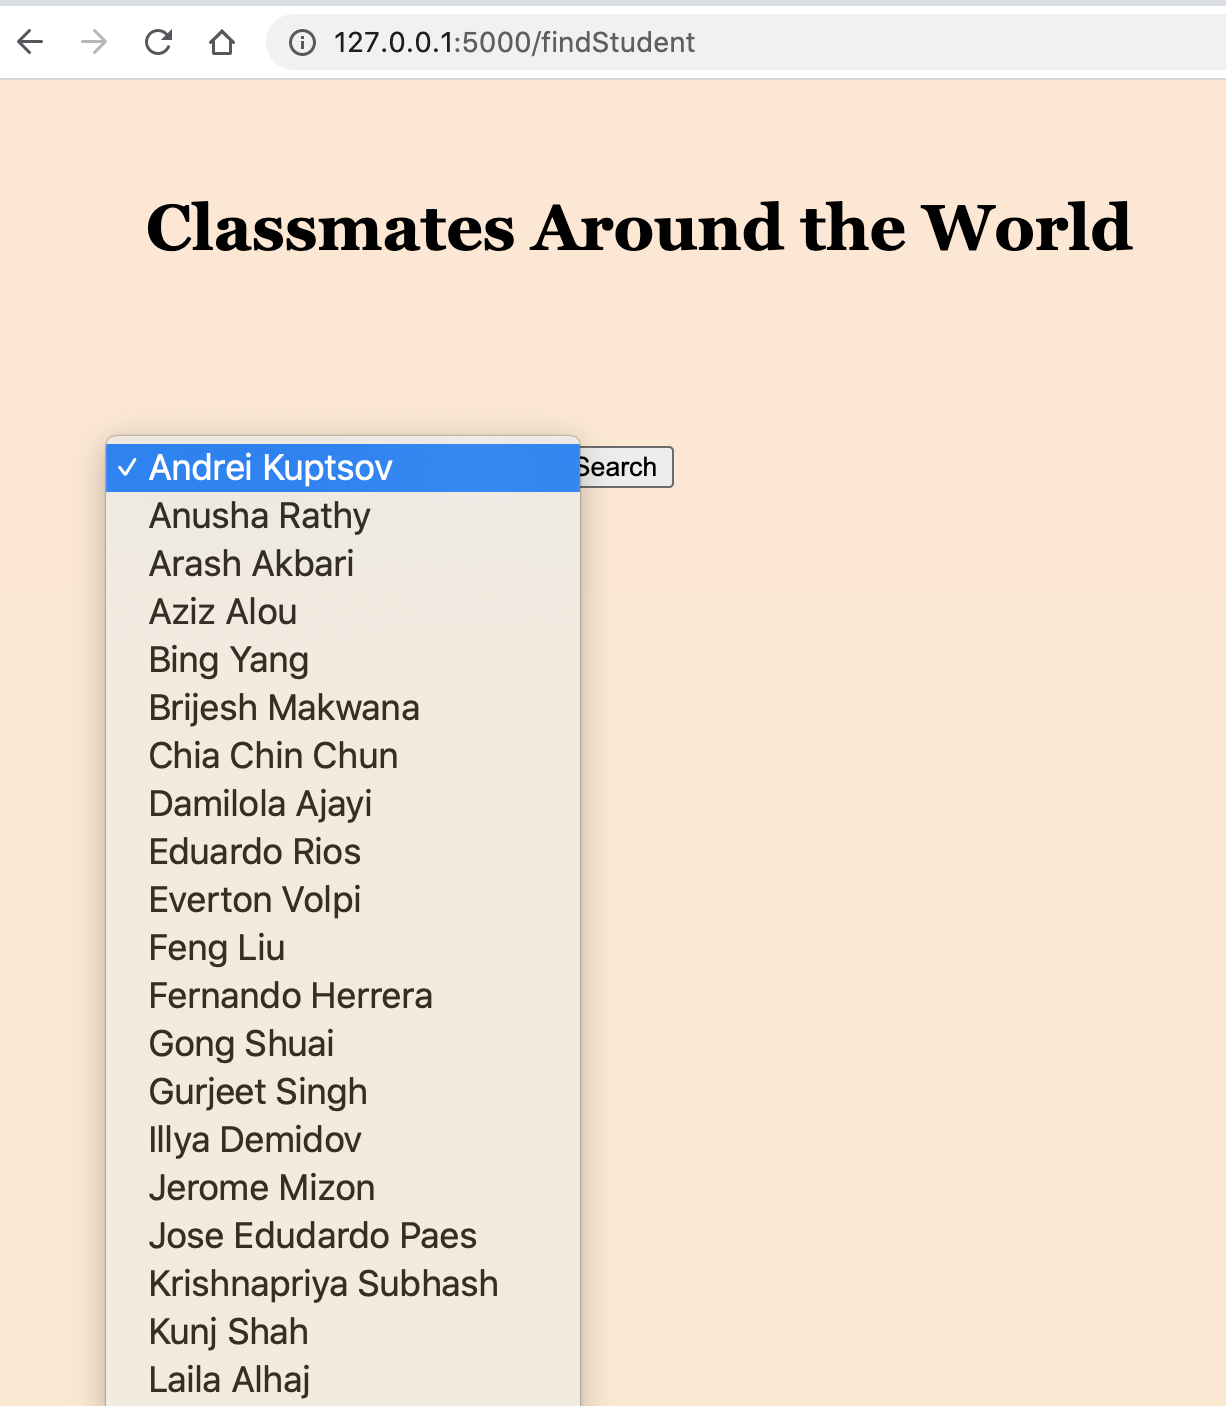 127.0.0.1:5000/findStudent
Classmates Around the World
✓ Andrei Kuptsov
Search
Anusha Rathy
Arash Akbari
Aziz Alou
Bing Yang
Brijesh Makwana
Chia Chin Chun
Damilola Ajayi
Eduardo Rios
Everton Volpi
Feng Liu
Fernando Herrera
Gong Shuai
Gurjeet Singh
Illya Demidov
Jerome Mizon
Jose Edudardo Paes
Krishnapriya Subhash
Kunj Shah
Laila Alhaj